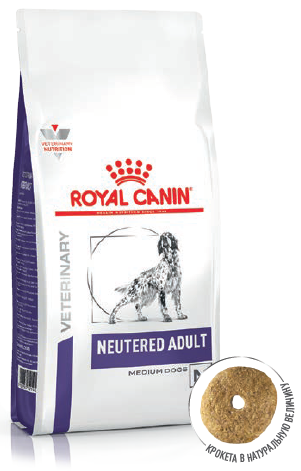 VETERINARY
NUTRITION
ROYAL CANIN
VETERINARY
NEUTERED ADULT
MEDIUM DOGS
КРОКЕТА В НАТУРАЛЬНУЮ ВЕЛИЧИНУ